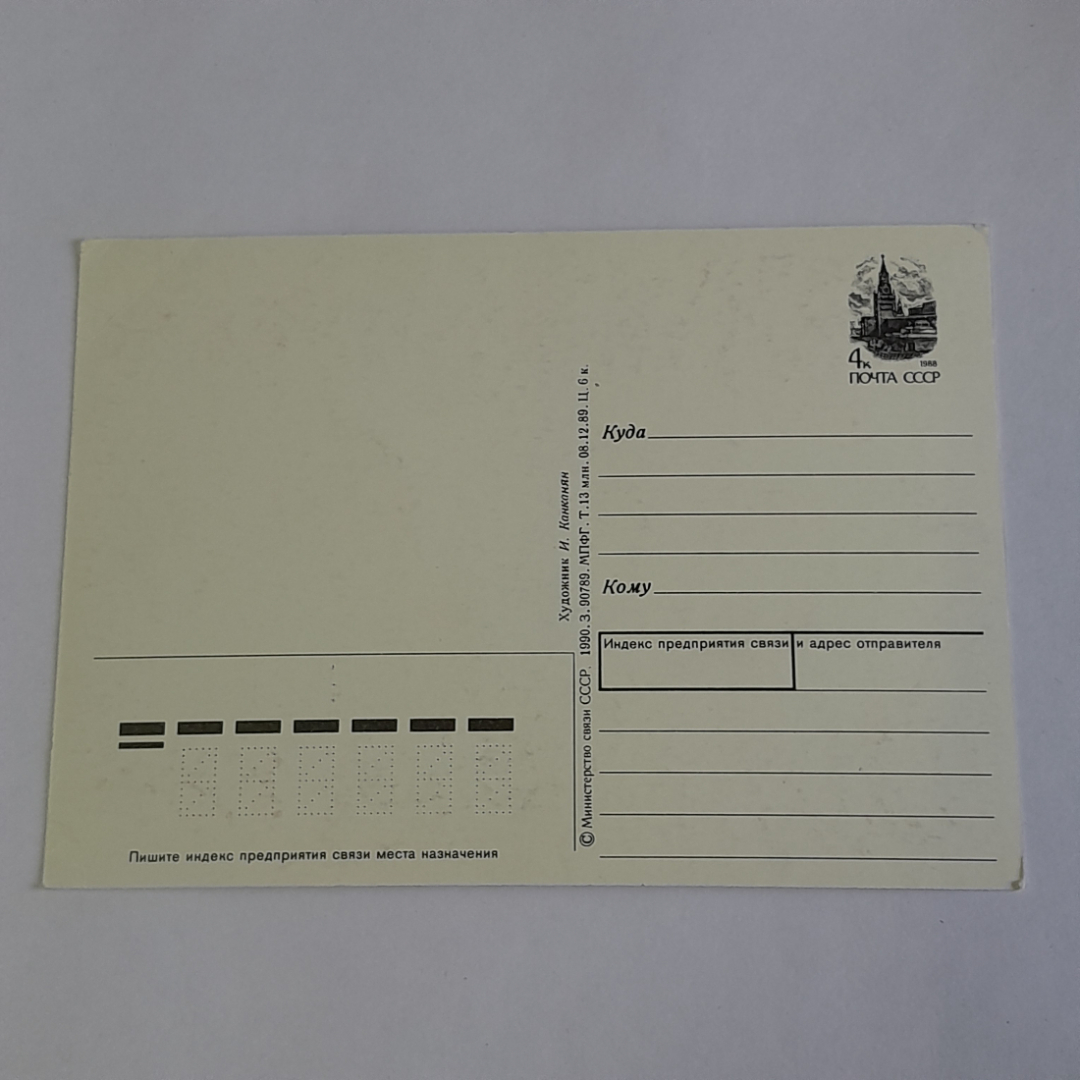 4к 1988
ПОЧТА СССР
Куда
Кому
Индекс предприятия связи и адрес отправителя
Художник И. Канканян
© Министерство связи СССР. 1990. З. 90789. МПФГ. Т.13 млн. 08.12.89. Ц. 6 к.
Пишите индекс предприятия связи места назначения